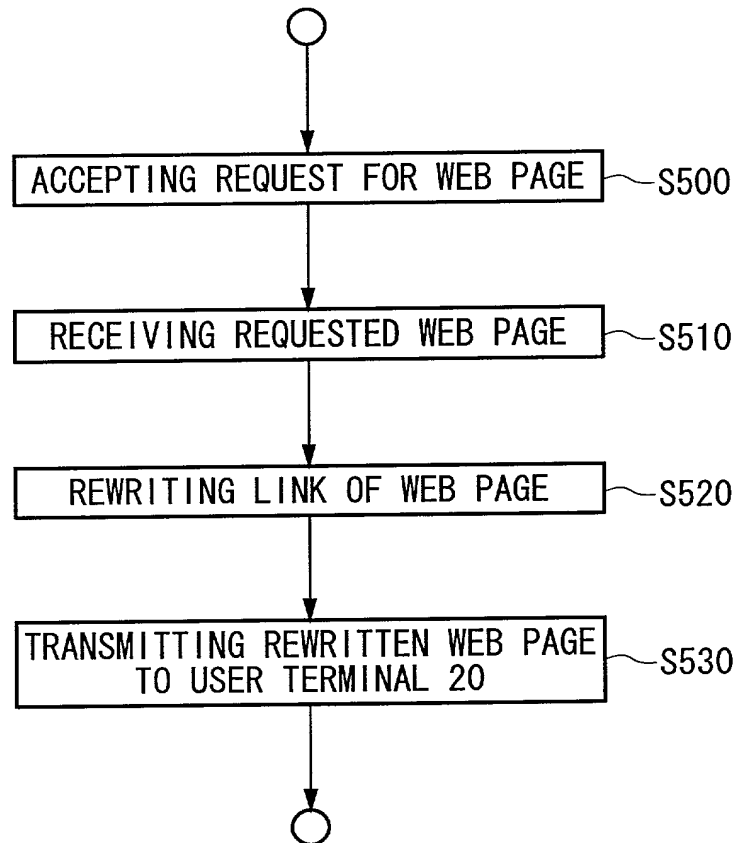 ACCEPTING REQUEST FOR WEB PAGE S500
RECEIVING REQUESTED WEB PAGE S510
REWRITING LINK OF WEB PAGE S520
TRANSMITTING REWRITTEN WEB PAGE
TO USER TERMINAL 20 S530